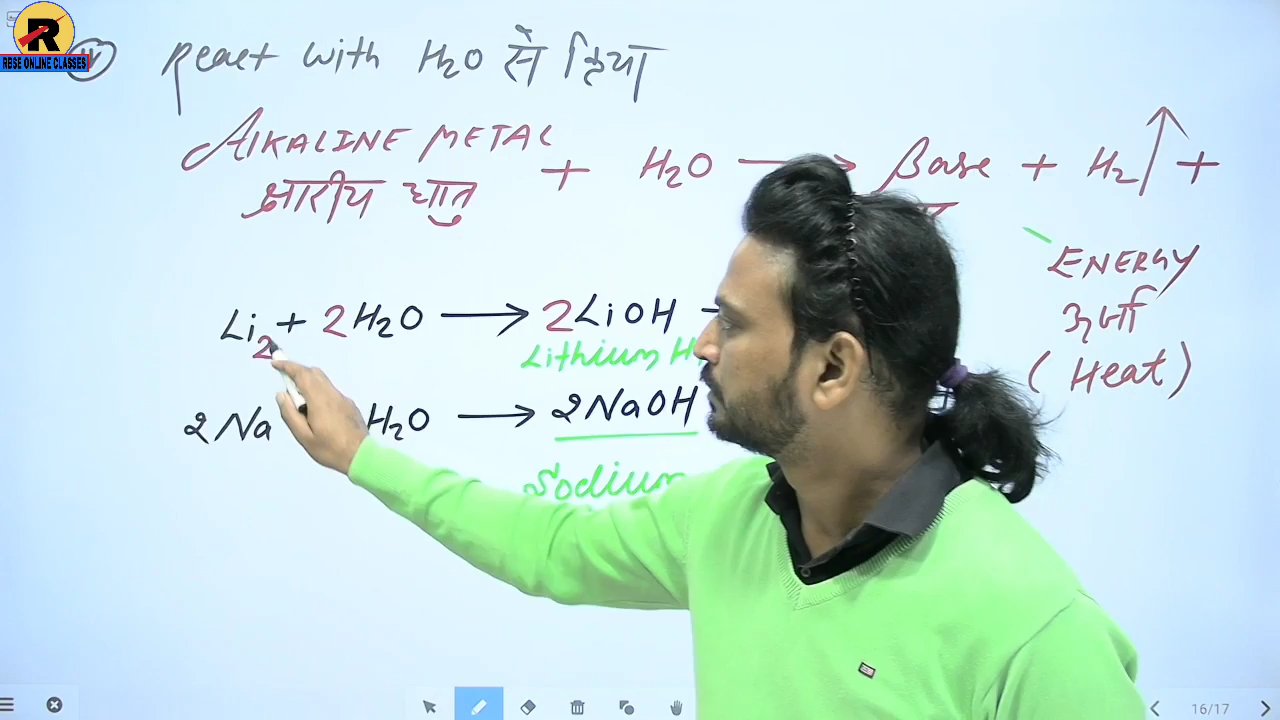 R
RBSE ONLINE CLASSES
React with H2O से क्रिया
ALKALINE METAL + H2O → Base + H2↑ +
क्षारीय धातु
ENERGY
ऊर्जा
(Heat)
Li2 + 2H2O → 2LiOH
Lithium H
2Na H2O → 2NaOH
Sodium
16/17